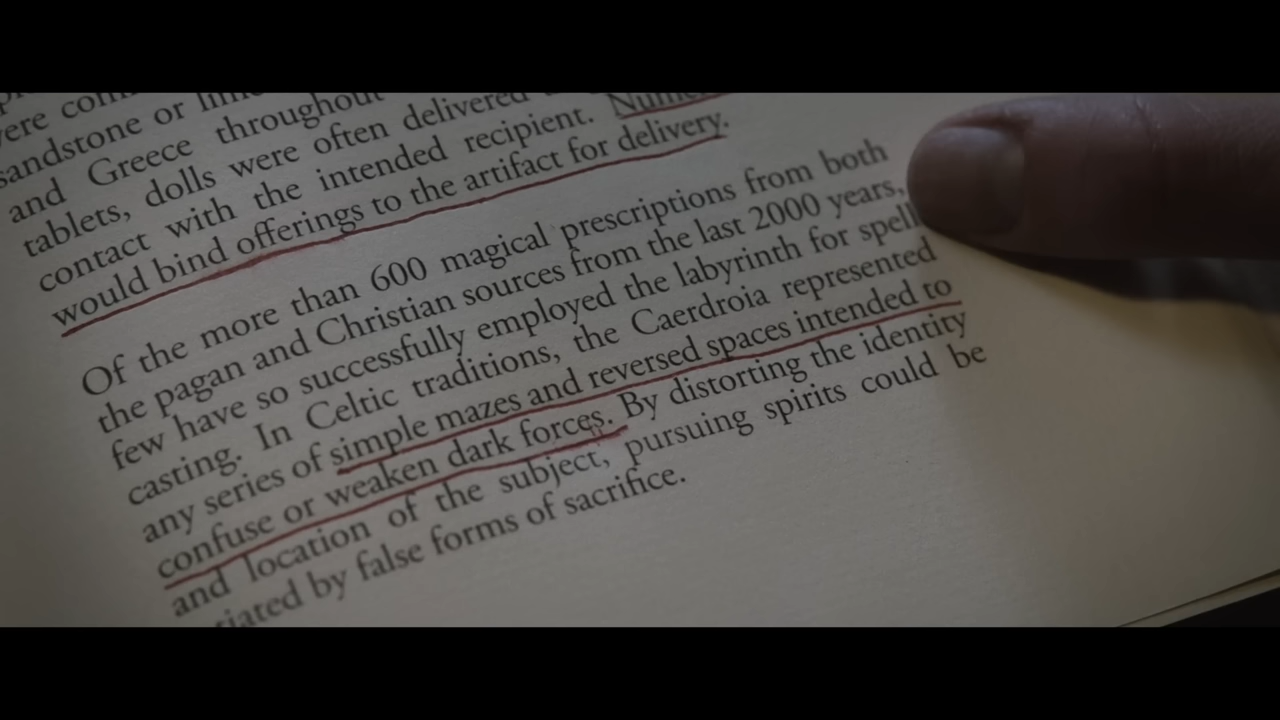 sandstone or
and Greece throughout
tablets, dolls were often delivered
contact with the intended recipient.
would bind offerings to the artifact for delivery.
Of the more than 600 magical prescriptions from both
the pagan and Christian sources from the last 2000 years,
few have so successfully employed the labyrinth for spell
casting. In Celtic traditions, the Caerdroia represented
any series of simple mazes and reversed spaces intended to
confuse or weaken dark forces. By distorting the identity
and location of the subject, pursuing spirits could be
by false forms of sacrifice.